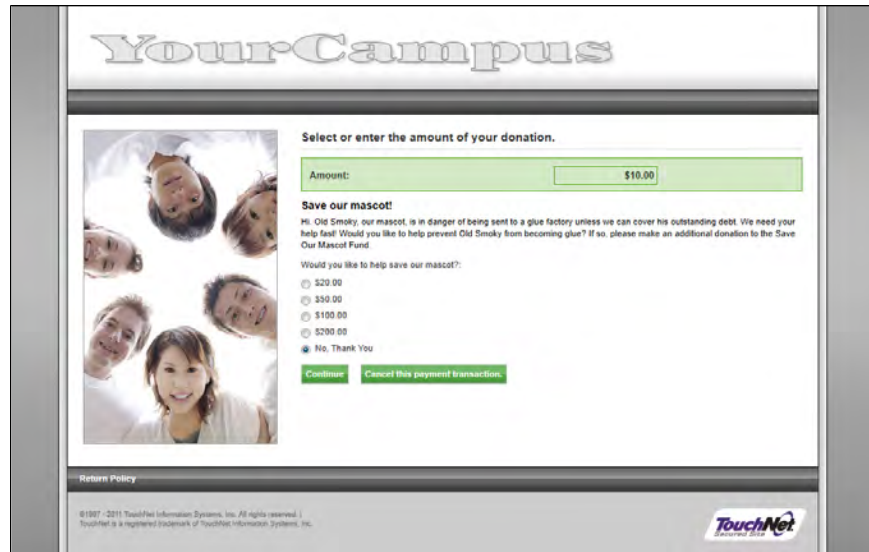 YourCampus
Select or enter the amount of your donation.
Amount: $10.00
Save our mascot!
Hi. Old Smoky, our mascot, is in danger of being sent to a glue factory unless we can cover his outstanding debt. We need your
help fast! Would you like to help prevent Old Smoky from becoming glue? If so, please make an additional donation to the Save
Our Mascot Fund.
Would you like to help save our mascot?:
$20.00
$50.00
$100.00
$200.00
No, Thank You
Continue Cancel this payment transaction.
Return Policy
©1997 - 2011 TouchNet Information Systems, Inc. All rights reserved. |
TouchNet is a registered trademark of TouchNet Information Systems, Inc.
TouchNet
Secured Site